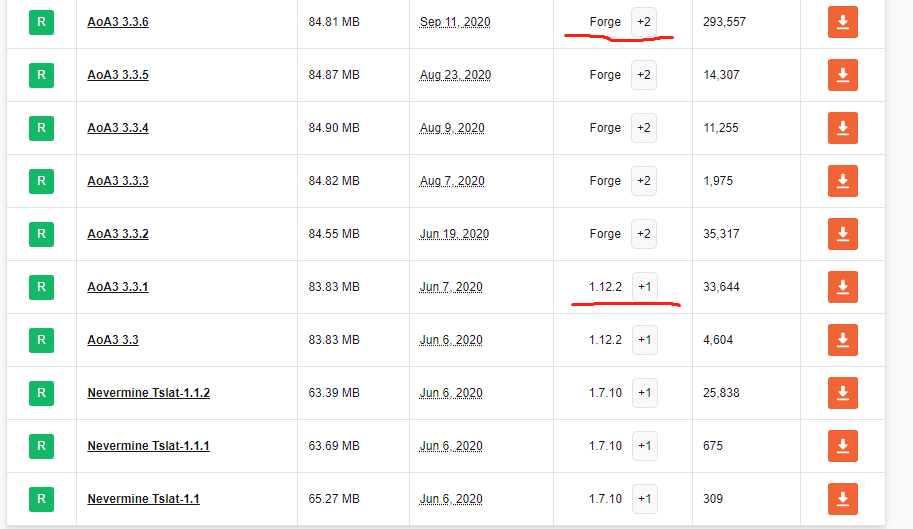 R AoA3 3.3.6 84.81 MB Sep 11, 2020 Forge +2 293,557
R AoA3 3.3.5 84.87 MB Aug 23, 2020 Forge +2 14,307
R AoA3 3.3.4 84.90 MB Aug 9, 2020 Forge +2 11,255
R AoA3 3.3.3 84.82 MB Aug 7, 2020 Forge +2 1,975
R AoA3 3.3.2 84.55 MB Jun 19, 2020 Forge +2 35,317
R AoA3 3.3.1 83.83 MB Jun 7, 2020 1.12.2 +1 33,644
R AoA3 3.3 83.83 MB Jun 6, 2020 1.12.2 +1 4,604
R Nevermine Tslat-1.1.2 63.39 MB Jun 6, 2020 1.7.10 +1 25,838
R Nevermine Tslat-1.1.1 63.69 MB Jun 6, 2020 1.7.10 +1 675
R Nevermine Tslat-1.1 65.27 MB Jun 6, 2020 1.7.10 +1 309